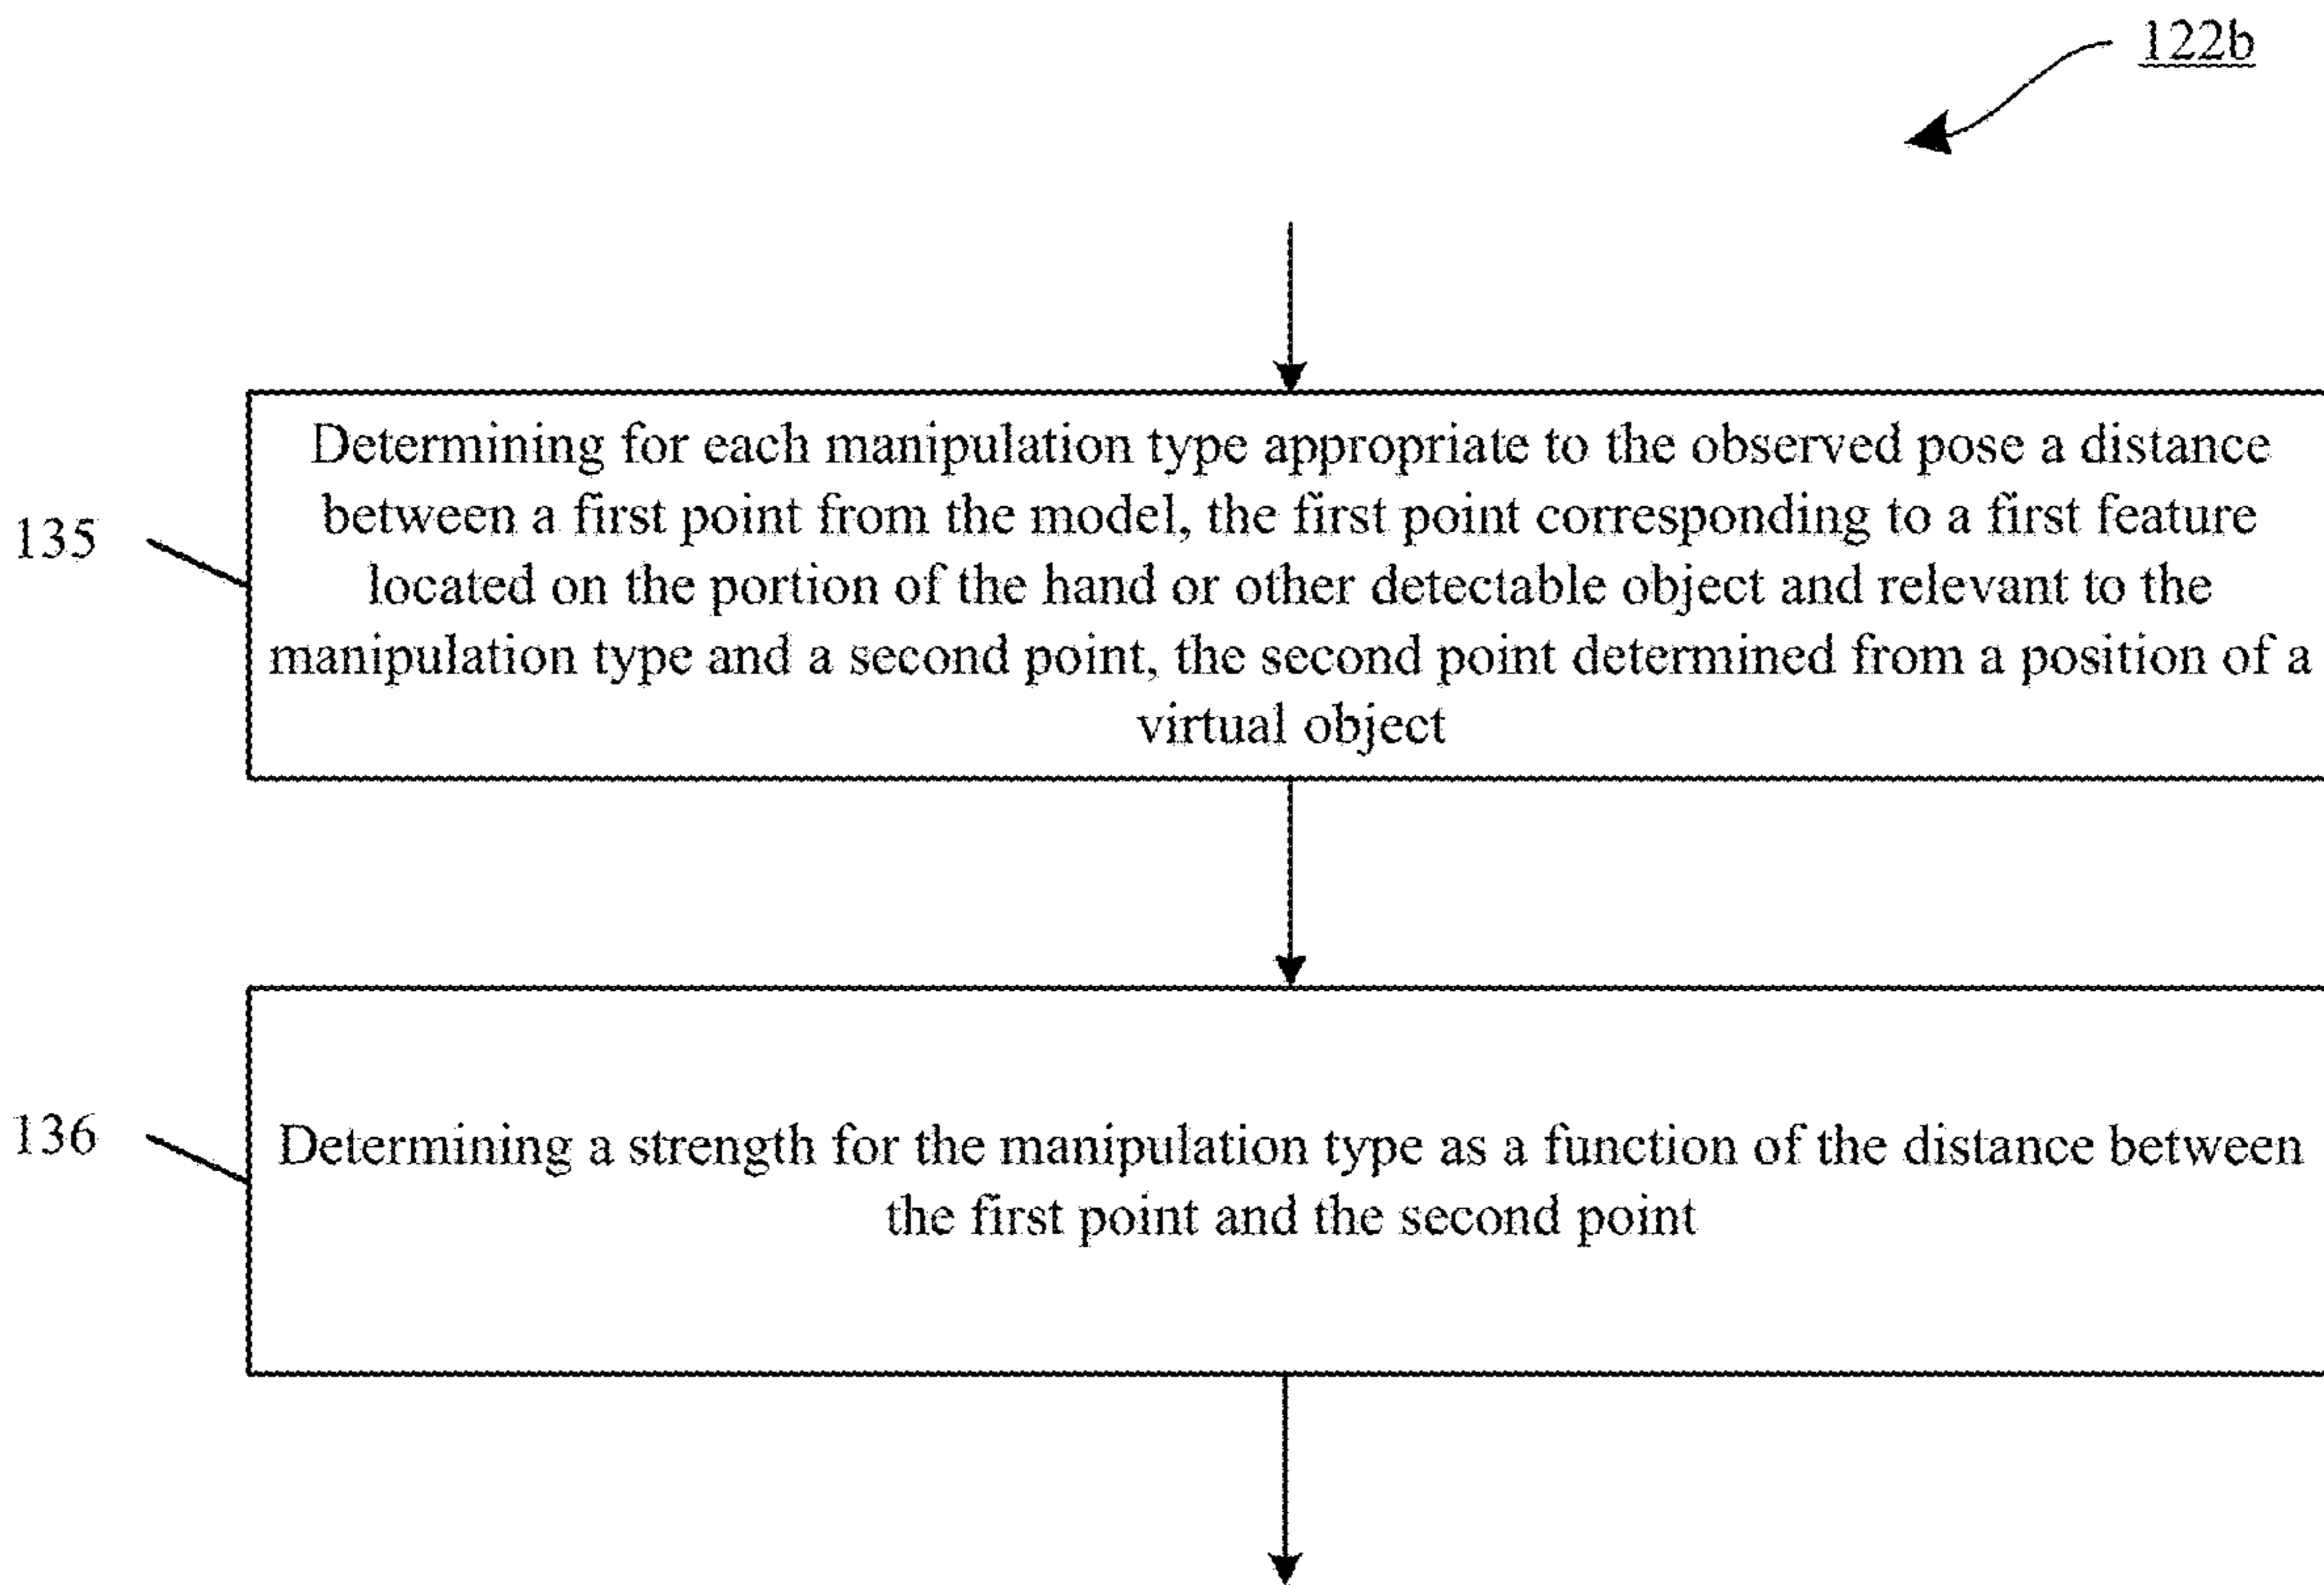 122b
135
Determining for each manipulation type appropriate to the observed pose a distance
between a first point from the model, the first point corresponding to a first feature
located on the portion of the hand or other detectable object and relevant to the
manipulation type and a second point, the second point determined from a position of a
virtual object
136
Determining a strength for the manipulation type as a function of the distance between
the first point and the second point